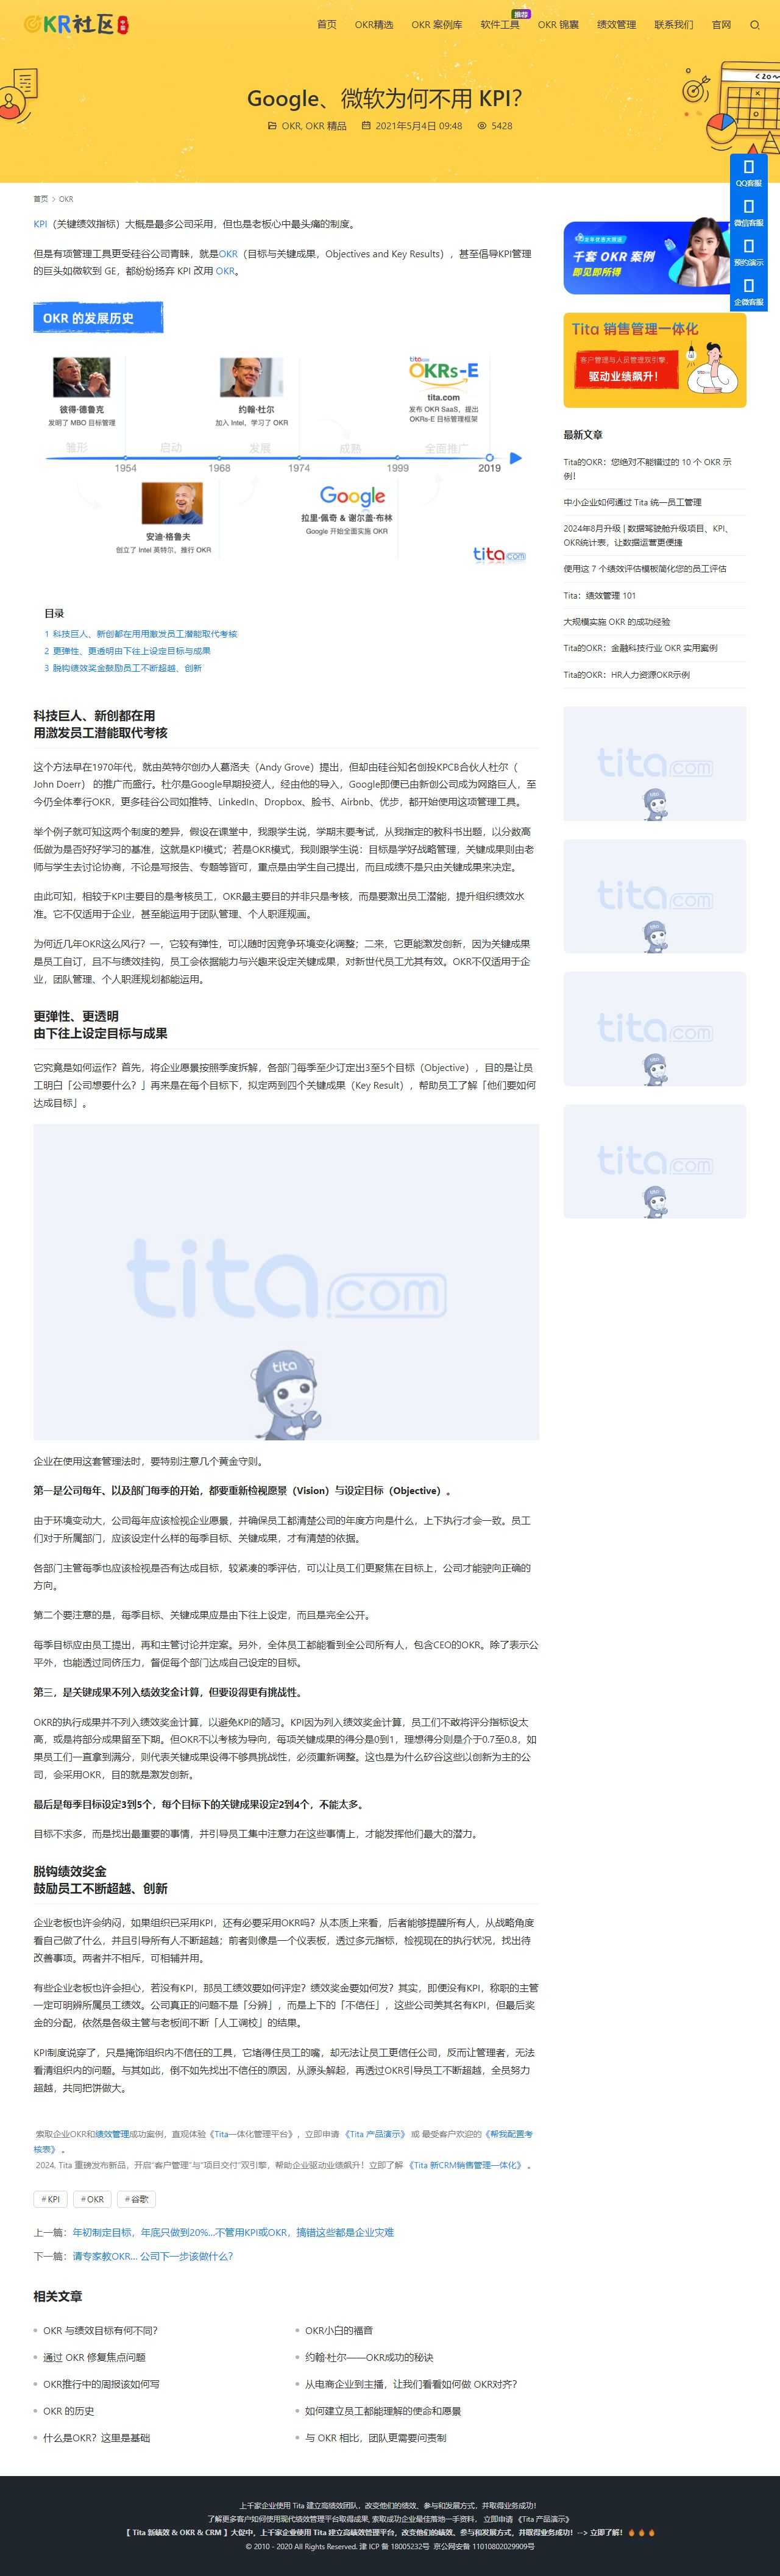 OKR社区
首页 OKR精选 OKR 案例库 软件工具 推荐 OKR 锦囊 绩效管理 联系我们 官网
Google、微软为何不用 KPI？
OKR, OKR 精品 2021年5月4日 09:48 5428
QQ客服
微信客服
预约演示
企微客服
首页 > OKR
KPI（关键绩效指标）大概是最多公司采用，但也是老板心中最头痛的制度。
但是有项管理工具更受硅谷公司青睐，就是OKR（目标与关键成果，Objectives and Key Results），甚至倡导KPI管理
的巨头如微软到 GE，都纷纷扬弃 KPI 改用 OKR。
OKR 的发展历史
彼得·德鲁克
发明了 MBO 目标管理
约翰·杜尔
加入 Intel，学习了 OKR
tita.com
OKRs-E
tita.com
发布 OKR SaaS，提出
OKRs-E 目标管理框架
雏形 启动 发展 成熟 全面推广
1954 1968 1974 1999 2019
安迪·格鲁夫
创立了 Intel 英特尔，推行 OKR
Google
拉里·佩奇 & 谢尔盖·布林
Google 开始全面实施 OKR
tita.com
目录
1 科技巨人、新创都在用用激发员工潜能取代考核
2 更弹性、更透明由下往上设定目标与成果
3 脱钩绩效奖金鼓励员工不断超越、创新
科技巨人、新创都在用
用激发员工潜能取代考核
这个方法早在1970年代，就由英特尔创办人葛洛夫（Andy Grove）提出，但却由硅谷知名创投KPCB合伙人杜尔（
John Doerr） 的推广而盛行。杜尔是Google早期投资人，经由他的导入，Google即便已由新创公司成为网路巨人，至
今仍全体奉行OKR，更多硅谷公司如推特、LinkedIn、Dropbox、脸书、Airbnb、优步，都开始使用这项管理工具。
举个例子就可知这两个制度的差异，假设在课堂中，我跟学生说，学期末要考试，从我指定的教科书出题，以分数高
低做为是否好好学习的基准，这就是KPI模式；若是OKR模式，我则跟学生说：目标是学好战略管理，关键成果则由老
师与学生去讨论协商，不论是写报告、专题等皆可，重点是由学生自己提出，而且成绩不是只由关键成果来决定。
由此可知，相较于KPI主要目的是考核员工，OKR最主要目的并非只是考核，而是要激出员工潜能，提升组织绩效水
准。它不仅适用于企业，甚至能运用于团队管理、个人职涯规画。
为何近几年OKR这么风行？一，它较有弹性，可以随时因竞争环境变化调整；二来，它更能激发创新，因为关键成果
是员工自订，且不与绩效挂钩，员工会依据能力与兴趣来设定关键成果，对新世代员工尤其有效。OKR不仅适用于企
业，团队管理、个人职涯规划都能运用。
更弹性、更透明
由下往上设定目标与成果
它究竟是如何运作？首先，将企业愿景按照季度拆解，各部门每季至少订定出3至5个目标（Objective），目的是让员
工明白「公司想要什么？」再来是在每个目标下，拟定两到四个关键成果（Key Result），帮助员工了解「他们要如何
达成目标」。
tita.com
tita
企业在使用这套管理法时，要特别注意几个黄金守则。
第一是公司每年、以及部门每季的开始，都要重新检视愿景（Vision）与设定目标（Objective）。
由于环境变动大，公司每年应该检视企业愿景，并确保员工都清楚公司的年度方向是什么，上下执行才会一致。员工
们对于所属部门，应该设定什么样的每季目标、关键成果，才有清楚的依据。
各部门主管每季也应该检视是否有达成目标，较紧凑的季评估，可以让员工们更聚焦在目标上，公司才能驶向正确的
方向。
第二个要注意的是，每季目标、关键成果应是由下往上设定，而且是完全公开。
每季目标应由员工提出，再和主管讨论并定案。另外，全体员工都能看到全公司所有人，包含CEO的OKR。除了表示公
平外，也能透过同侪压力，督促每个部门达成自己设定的目标。
第三，是关键成果不列入绩效奖金计算，但要设得更有挑战性。
OKR的执行成果并不列入绩效奖金计算，以避免KPI的陋习。KPI因为列入绩效奖金计算，员工们不敢将评分指标设太
高，或是将部分成果留至下期。但OKR不以考核为导向，每项关键成果的得分是0到1，理想得分则是介于0.7至0.8，如
果员工们一直拿到满分，则代表关键成果设得不够具挑战性，必须重新调整。这也是为什么矽谷这些以创新为主的公
司，会采用OKR，目的就是激发创新。
最后是每季目标设定3到5个，每个目标下的关键成果设定2到4个，不能太多。
目标不求多，而是找出最重要的事情，并引导员工集中注意力在这些事情上，才能发挥他们最大的潜力。
脱钩绩效奖金
鼓励员工不断超越、创新
企业老板也许会纳闷，如果组织已采用KPI，还有必要采用OKR吗？从本质上来看，后者能够提醒所有人，从战略角度
看自己做了什么，并且引导所有人不断超越；前者则像是一个仪表板，透过多元指标，检视现在的执行状况，找出待
改善事项。两者并不相斥，可相辅并用。
有些企业老板也许会担心，若没有KPI，那员工绩效要如何评定？绩效奖金要如何发？其实，即便没有KPI，称职的主管
一定可明辨所属员工绩效。公司真正的问题不是「分辨」，而是上下的「不信任」，这些公司美其名有KPI，但最后奖
金的分配，依然是各级主管与老板间不断「人工调校」的结果。
KPI制度说穿了，只是掩饰组织内不信任的工具，它堵得住员工的嘴，却无法让员工更信任公司，反而让管理者，无法
看清组织内的问题。与其如此，倒不如先找出不信任的原因，从源头解起，再透过OKR引导员工不断超越，全员努力
超越，共同把饼做大。
索取企业OKR和绩效管理成功案例，直观体验《Tita一体化管理平台》，立即申请 《Tita 产品演示》 或 最受客户欢迎的《帮我配置考
核表》 。
2024, Tita 重磅发布新品，开启“客户管理”与“项目交付”双引擎，帮助企业驱动业绩飙升！立即了解 《Tita 新CRM销售管理一体化》 。
#KPI #OKR #谷歌
上一篇：年初制定目标，年底只做到20%...不管用KPI或OKR，搞错这些都是企业灾难
下一篇：请专家教OKR... 公司下一步该做什么？
相关文章
OKR 与绩效目标有何不同？ OKR小白的福音
通过 OKR 修复焦点问题 约翰·杜尔——OKR成功的秘诀
OKR推行中的周报该如何写 从电商企业到主播，让我们看看如何做 OKR对齐？
OKR 的历史 如何建立员工都能理解的使命和愿景
什么是OKR？这里是基础 与 OKR 相比，团队更需要问责制
千套 OKR 案例
即见即所得
Tita 销售管理一体化
客户管理与人员管理双引擎，
驱动业绩飙升！
最新文章
Tita的OKR：您绝对不能错过的 10 个 OKR 示
例！
中小企业如何通过 Tita 统一员工管理
2024年8月升级 | 数据驾驶舱升级项目、KPI、
OKR统计表，让数据运营更便捷
使用这 7 个绩效评估模板简化您的员工评估
Tita：绩效管理 101
大规模实施 OKR 的成功经验
Tita的OKR：金融科技行业 OKR 实用案例
Tita的OKR：HR人力资源OKR示例
tita.com
tita.com
tita.com
tita.com
上千家企业使用 Tita 建立高绩效团队，改变他们的绩效、参与和发展方式，并取得业务成功！
了解更多客户如何使用现代绩效管理平台取得成果, 索取成功企业最佳落地一手资料， 立即申请 《Tita 产品演示》
【 Tita 新绩效 & OKR & CRM 】大促中，上千家企业使用 Tita 建立高绩效管理平台，改变他们的绩效、参与和发展方式，并取得业务成功！--> 立即了解！
© 2010 - 2020 All Rights Reserved. 津 ICP 备 18005232号 京公网安备 11010802029909号